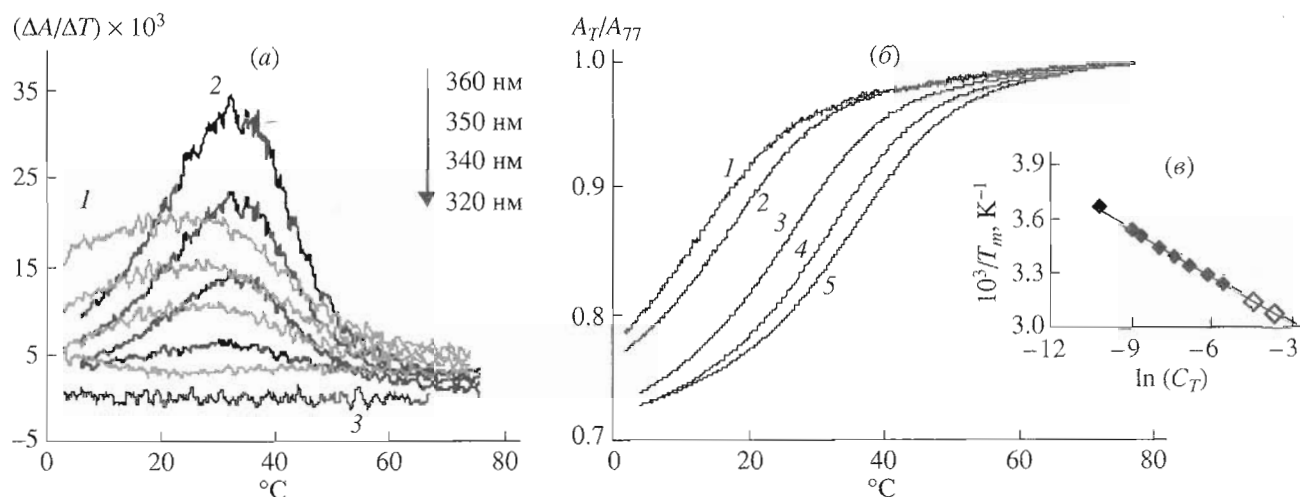 (ΔA/ΔT) × 10³
(а)
35
25
15
5
−5
0
20
40
60
80
°C
1
2
3
360 нм
350 нм
340 нм
320 нм
A_T/A_77
(б)
1.0
0.9
0.8
0.7
20
40
60
80
°C
1
2
3
4
5
(в)
10³/T_m, K⁻¹
3.9
3.6
3.3
3.0
−12
−9
−6
−3
ln (C_T)